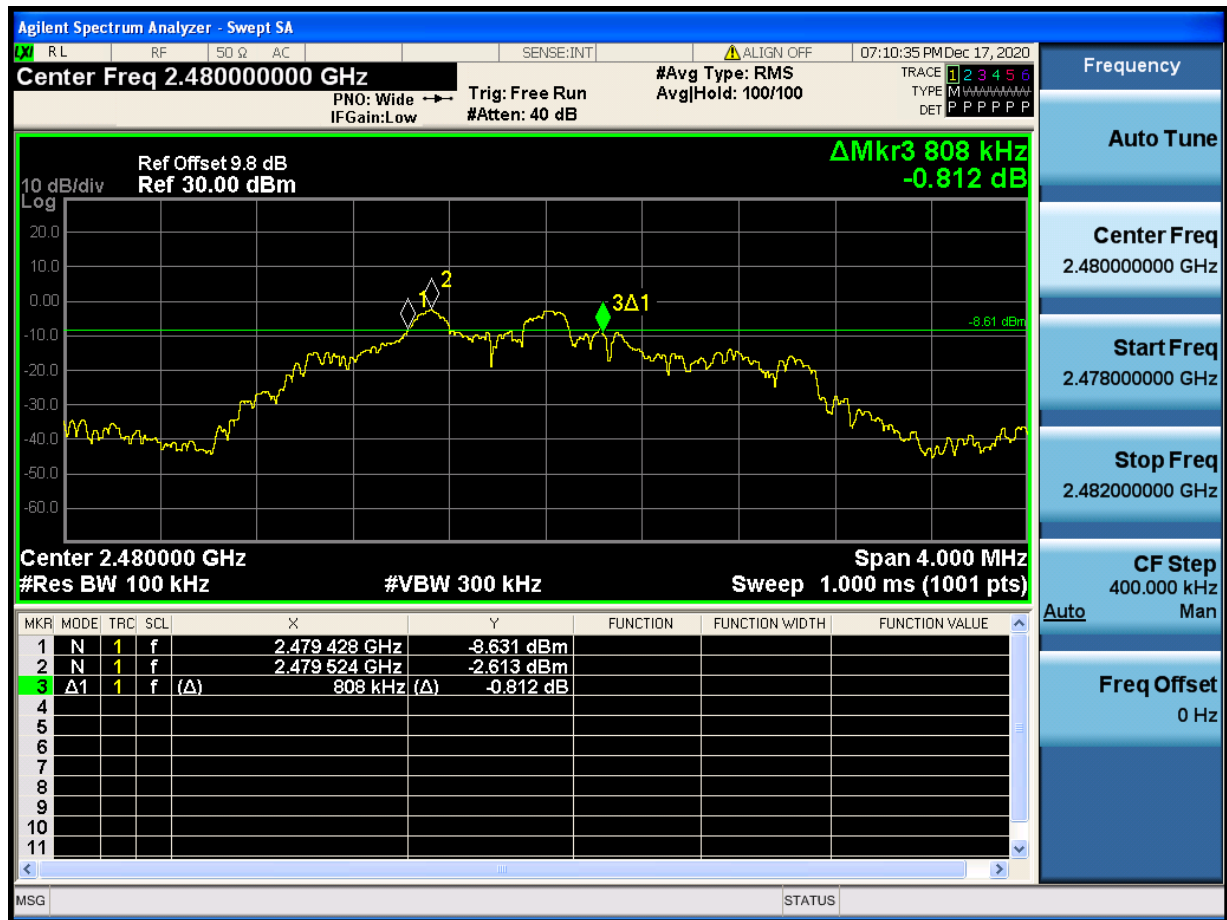 Agilent Spectrum Analyzer - Swept SA
LXI RL RF 50 Ω AC SENSE:INT ALIGN OFF 07:10:35 PM Dec 17, 2020
Center Freq 2.480000000 GHz
PNO: Wide
IFGain:Low
Trig: Free Run
#Atten: 40 dB
#Avg Type: RMS
Avg|Hold: 100/100
TRACE 1 2 3 4 5 6
TYPE M
DET P P P P P P
ΔMkr3 808 kHz
-0.812 dB
Ref Offset 9.8 dB
10 dB/div Ref 30.00 dBm
Log
20.0
10.0
0.00
-10.0
-20.0
-30.0
-40.0
-50.0
-60.0
1
2
3Δ1
-8.61 dBm
Center 2.480000 GHz Span 4.000 MHz
#Res BW 100 kHz #VBW 300 kHz Sweep 1.000 ms (1001 pts)
MKR MODE TRC SCL X Y FUNCTION FUNCTION WIDTH FUNCTION VALUE
1 N 1 f 2.479 428 GHz -8.631 dBm
2 N 1 f 2.479 524 GHz -2.613 dBm
3 Δ1 1 f (Δ) 808 kHz (Δ) -0.812 dB
4
5
6
7
8
9
10
11
MSG STATUS
Frequency
Auto Tune
Center Freq
2.480000000 GHz
Start Freq
2.478000000 GHz
Stop Freq
2.482000000 GHz
CF Step
400.000 kHz
Auto Man
Freq Offset
0 Hz